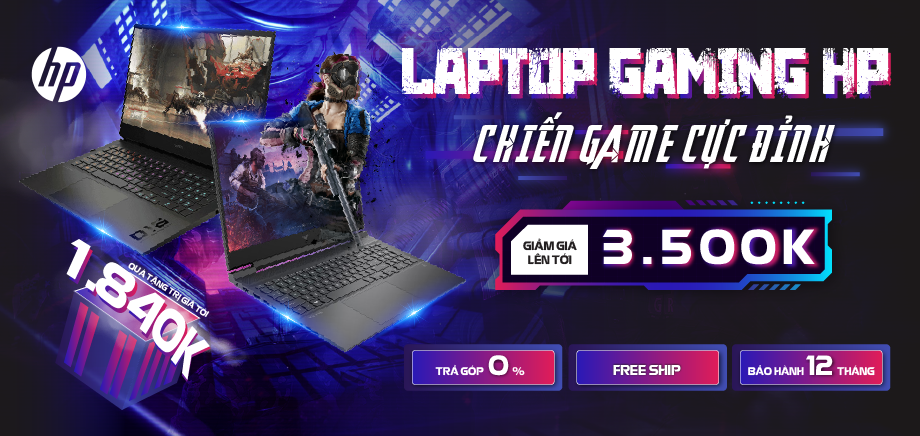 hp
LAPTOP GAMING HP
CHIẾN GAME CỰC ĐỈNH
GIẢM GIÁ
LÊN TỚI
3.500K
QUÀ TẶNG TRỊ GIÁ TỚI
1.840K
TRẢ GÓP 0 %
FREE SHIP
BẢO HÀNH 12 THÁNG